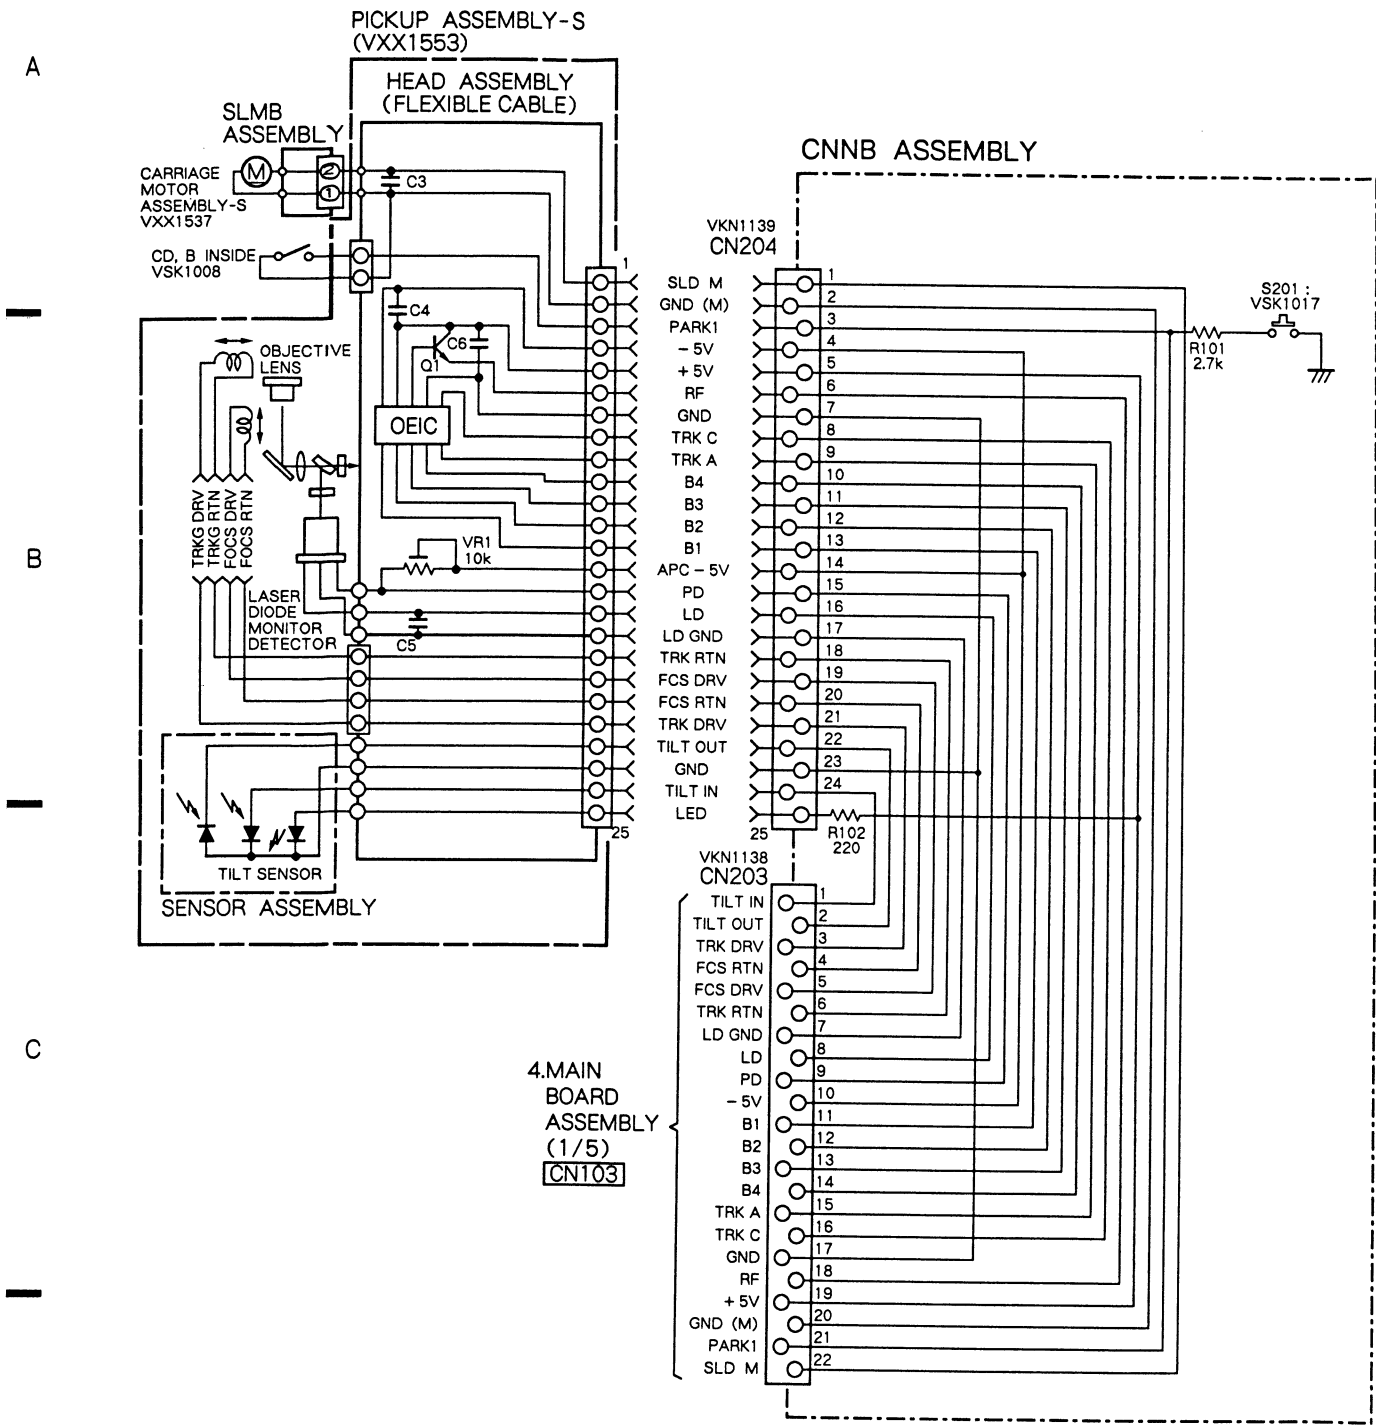 PICKUP ASSEMBLY-S
(VXX1553)
A
HEAD ASSEMBLY
(FLEXIBLE CABLE)
SLMB
ASSEMBLY
CNNB ASSEMBLY
CARRIAGE
MOTOR
ASSEMBLY-S
VXX1537
M
2
1
C3
CD, B INSIDE
VSK1008
VKN1139
CN204
1
SLD M
GND (M)
PARK1
- 5V
+ 5V
RF
GND
TRK C
TRK A
B4
B3
B2
B1
APC - 5V
PD
LD
LD GND
TRK RTN
FCS DRV
FCS RTN
TRK DRV
TILT OUT
GND
TILT IN
LED
25
1
2
3
4
5
6
7
8
9
10
11
12
13
14
15
16
17
18
19
20
21
22
23
24
25
S201 :
VSK1017
R101
2.7k
R102
220
C4
C6
Q1
OEIC
OBJECTIVE
LENS
TRKG DRV
TRKG RTN
FOCS DRV
FOCS RTN
VR1
10k
B
LASER
DIODE
MONITOR
DETECTOR
C5
TILT SENSOR
SENSOR ASSEMBLY
VKN1138
CN203
TILT IN 1
TILT OUT 2
TRK DRV 3
FCS RTN 4
FCS DRV 5
TRK RTN 6
LD GND 7
LD 8
PD 9
- 5V 10
B1 11
B2 12
B3 13
B4 14
TRK A 15
TRK C 16
GND 17
RF 18
+ 5V 19
GND (M) 20
PARK1 21
SLD M 22
C
4.MAIN
BOARD
ASSEMBLY
(1/5)
CN103